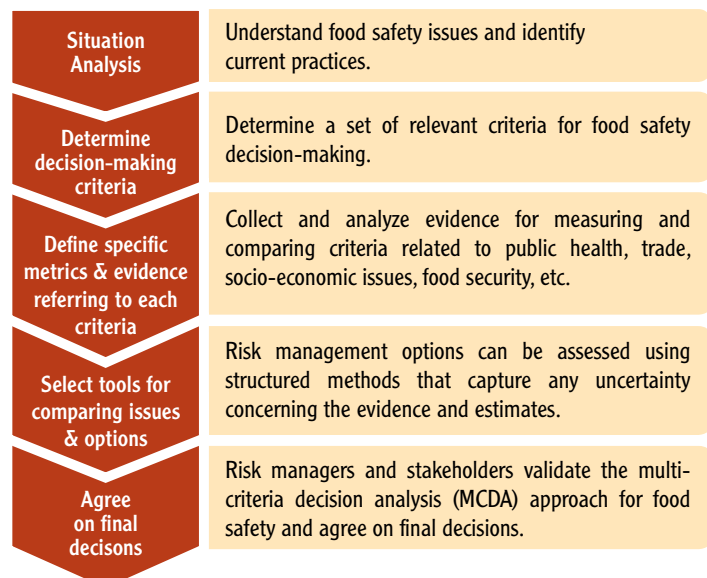 Situation
Analysis
Understand food safety issues and identify
current practices.
Determine
decision-making
criteria
Determine a set of relevant criteria for food safety
decision-making.
Define specific
metrics & evidence
referring to each
criteria
Collect and analyze evidence for measuring and
comparing criteria related to public health, trade,
socio-economic issues, food security, etc.
Select tools for
comparing issues
& options
Risk management options can be assessed using
structured methods that capture any uncertainty
concerning the evidence and estimates.
Agree
on final
decisons
Risk managers and stakeholders validate the multi-
criteria decision analysis (MCDA) approach for food
safety and agree on final decisions.